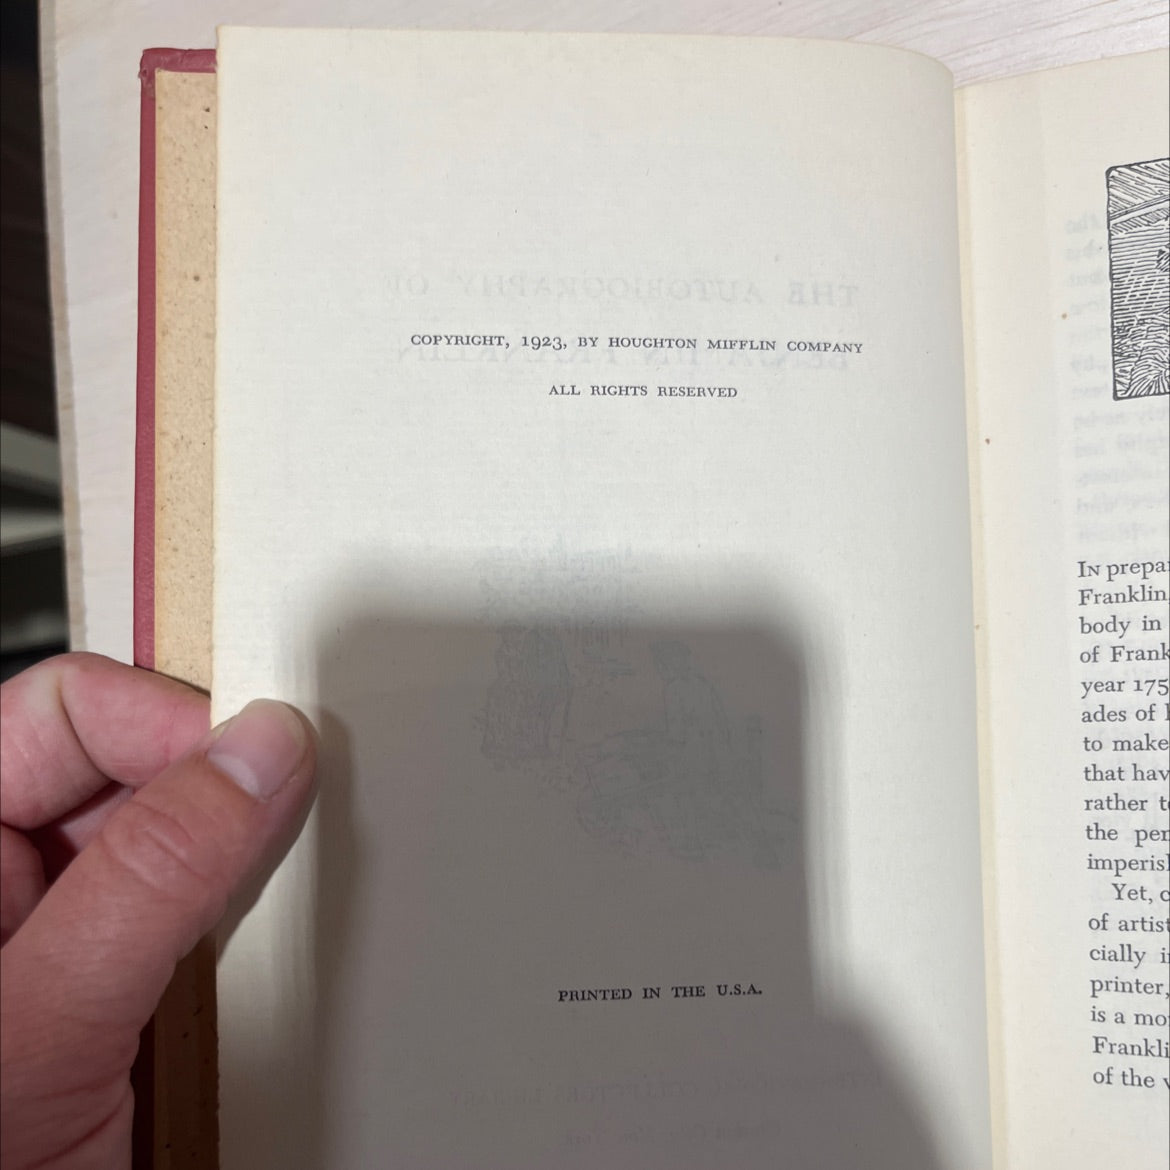 COPYRIGHT, 1923, BY HOUGHTON MIFFLIN COMPANY
ALL RIGHTS RESERVED
PRINTED IN THE U.S.A.
IN prepa
Franklin,
body in
of Frank
year 175
ades of
to make
that hav
rather t
the per
imperis
Yet, c
of artist
cially i
printer,
is a mo
Frankli
of the v